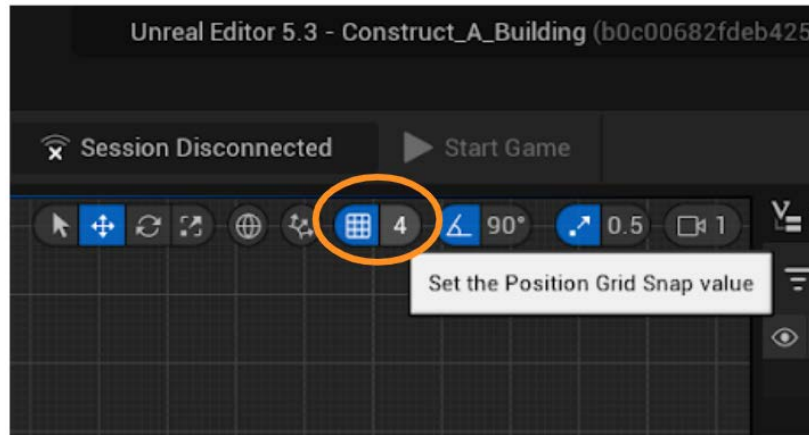 Unreal Editor 5.3 - Construct_A_Building (b0c00682fdeb425
Session Disconnected Start Game
4 90° 0.5 1
Set the Position Grid Snap value